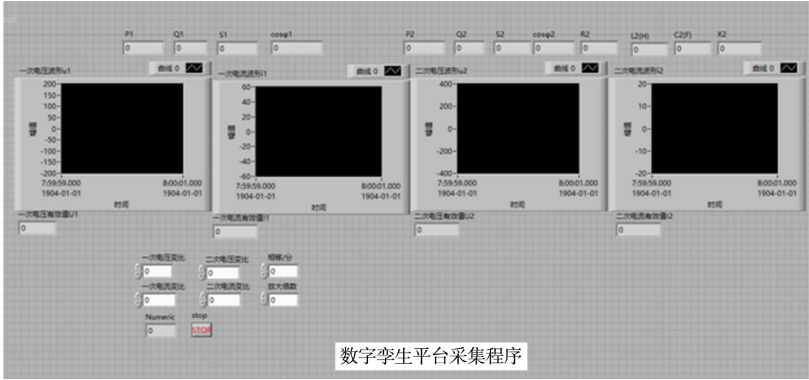 P1 Q1 S1 cosφ1 P2 Q2 S2 cosφ2 R2 L2(H) C2(F) X2
0 0 0 0 0 0 0 0 0 0 0 0
一次电压波形u1 曲线 0 一次电流波形i1 曲线 0 二次电压波形u2 曲线 0 二次电流波形i2 曲线 0
幅值
200
150
100
50
0
-50
-100
-150
-200
7:59:59.000 8:00:01.000
1904-01-01 1904-01-01
时间
幅值
60
40
20
0
-20
-40
-60
7:59:59.000 8:00:01.000
1904-01-01 1904-01-01
时间
幅值
400
200
0
-200
-400
7:59:59.000 8:00:01.000
1904-01-01 1904-01-01
时间
幅值
20
10
0
-10
-20
7:59:59.000 8:00:01.000
1904-01-01 1904-01-01
时间
一次电压有效值U1 一次电流有效值I1 二次电压有效值U2 二次电流有效值I2
0 0 0 0
一次电压变比 二次电压变比 相移/分
0 0 0
一次电流变比 二次电流变比 放大倍数
0 0 0
Numeric stop
0 STOP
数字孪生平台采集程序